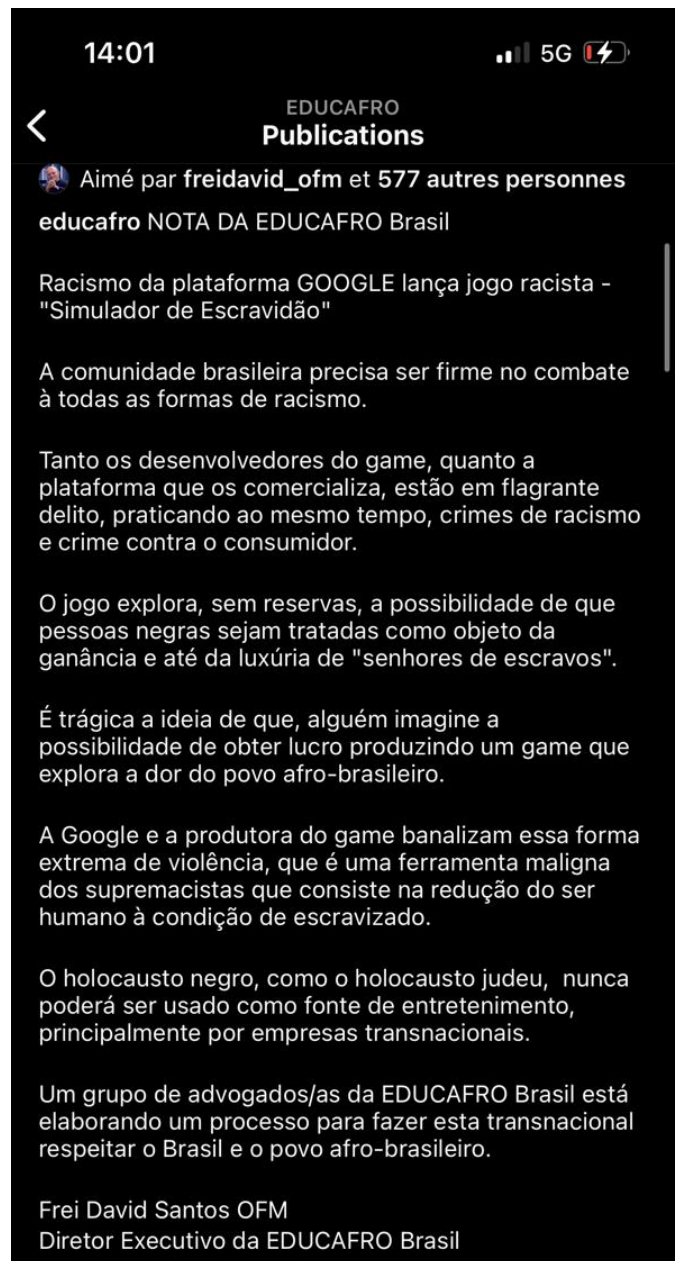 14:01
5G
EDUCAFRO
Publications
Aimé par freidavid_ofm et 577 autres personnes
educafro NOTA DA EDUCAFRO Brasil
Racismo da plataforma GOOGLE lança jogo racista -
"Simulador de Escravidão"
A comunidade brasileira precisa ser firme no combate
à todas as formas de racismo.
Tanto os desenvolvedores do game, quanto a
plataforma que os comercializa, estão em flagrante
delito, praticando ao mesmo tempo, crimes de racismo
e crime contra o consumidor.
O jogo explora, sem reservas, a possibilidade de que
pessoas negras sejam tratadas como objeto da
ganância e até da luxúria de "senhores de escravos".
É trágica a ideia de que, alguém imagine a
possibilidade de obter lucro produzindo um game que
explora a dor do povo afro-brasileiro.
A Google e a produtora do game banalizam essa forma
extrema de violência, que é uma ferramenta maligna
dos supremacistas que consiste na redução do ser
humano à condição de escravizado.
O holocausto negro, como o holocausto judeu,  nunca
poderá ser usado como fonte de entretenimento,
principalmente por empresas transnacionais.
Um grupo de advogados/as da EDUCAFRO Brasil está
elaborando um processo para fazer esta transnacional
respeitar o Brasil e o povo afro-brasileiro.
Frei David Santos OFM
Diretor Executivo da EDUCAFRO Brasil